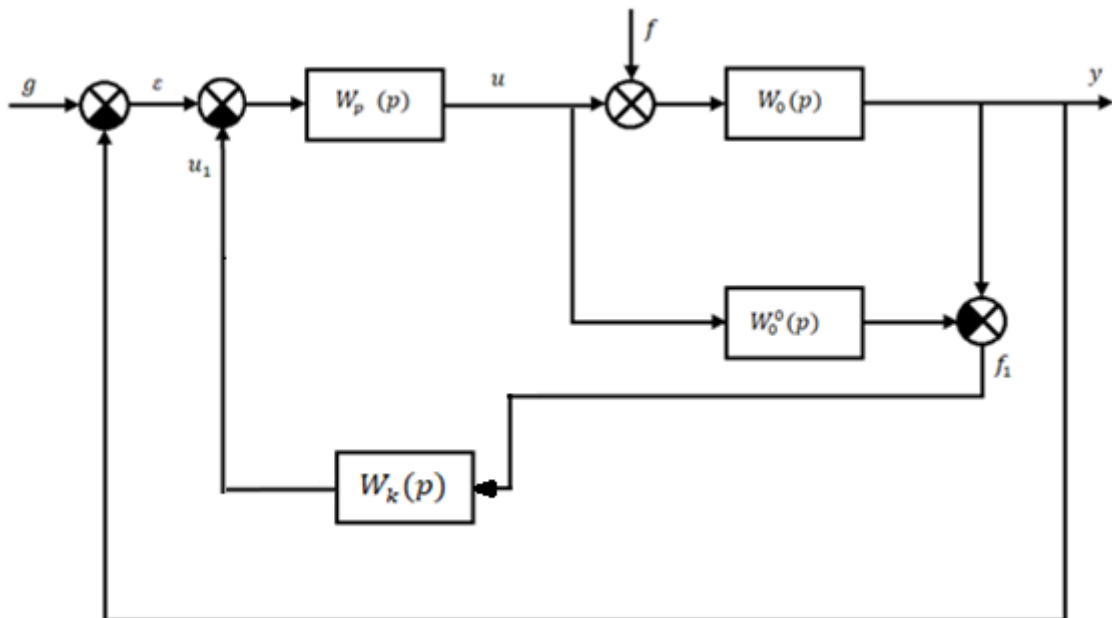 f
g
ε
u
y
W_p (p)
W_0(p)
u_1
W_0^0(p)
f_1
W_k(p)